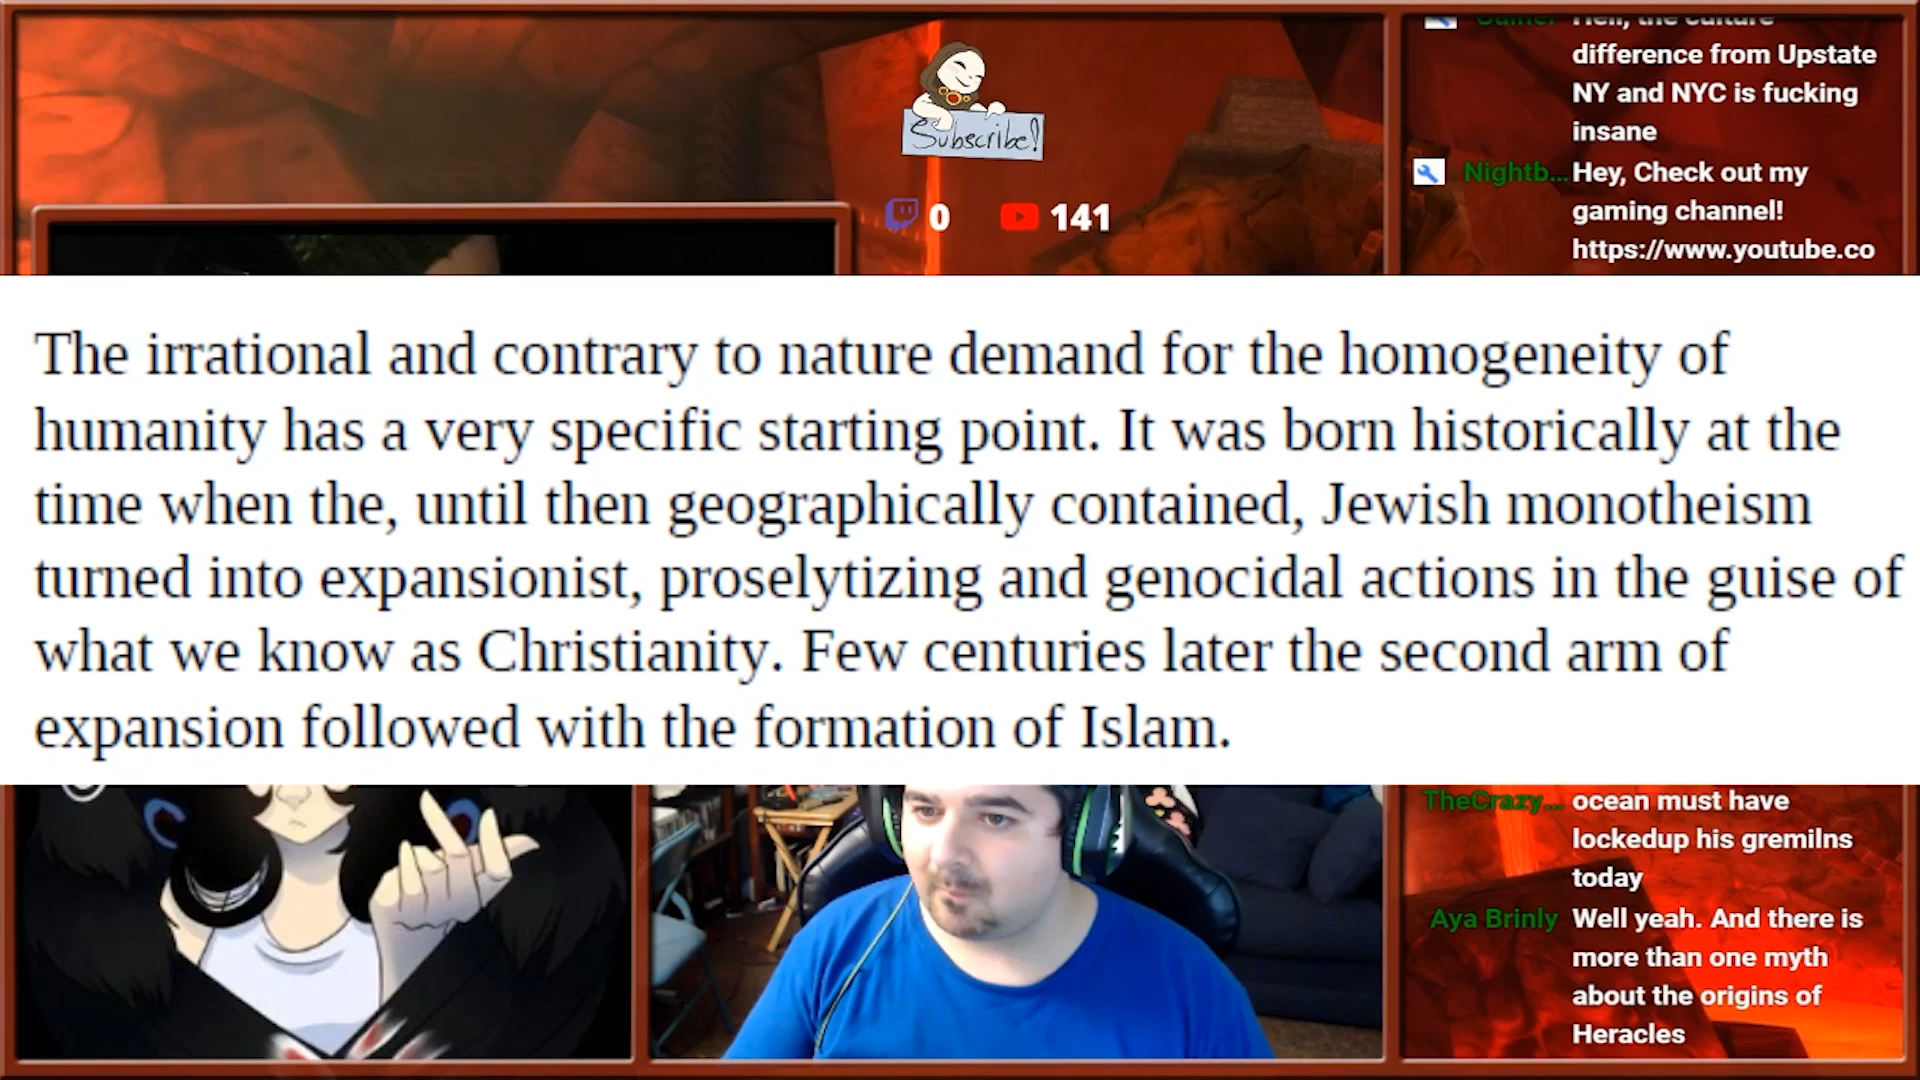 Subscribe!
0
141
difference from Upstate
NY and NYC is fucking
insane
Nightb... Hey, Check out my
gaming channel!
https://www.youtube.co
The irrational and contrary to nature demand for the homogeneity of
humanity has a very specific starting point. It was born historically at the
time when the, until then geographically contained, Jewish monotheism
turned into expansionist, proselytizing and genocidal actions in the guise of
what we know as Christianity. Few centuries later the second arm of
expansion followed with the formation of Islam.
TheCrazy... ocean must have
lockedup his gremilns
today
Aya Brinly Well yeah. And there is
more than one myth
about the origins of
Heracles